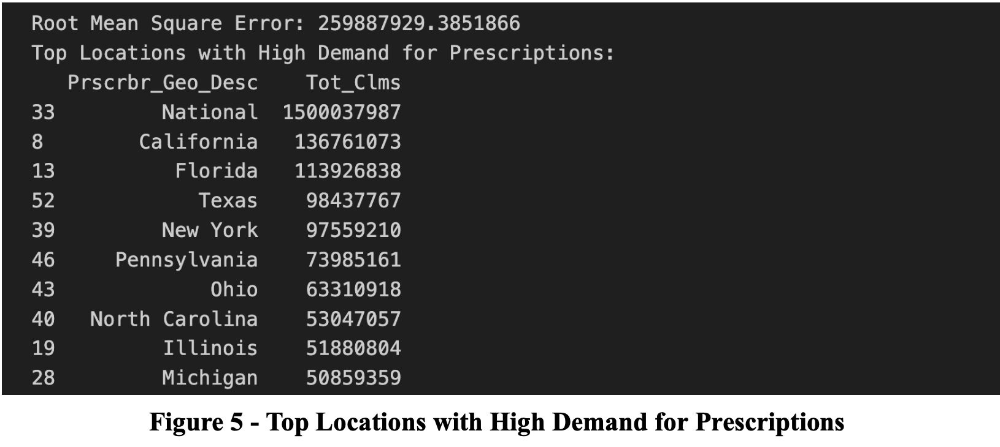 Root Mean Square Error: 259887929.3851866
Top Locations with High Demand for Prescriptions:
Prscrbr_Geo_Desc Tot_Clms
33 National 1500037987
8 California 136761073
13 Florida 113926838
52 Texas 98437767
39 New York 97559210
46 Pennsylvania 73985161
43 Ohio 63310918
40 North Carolina 53047057
19 Illinois 51880804
28 Michigan 50859359
Figure 5 - Top Locations with High Demand for Prescriptions